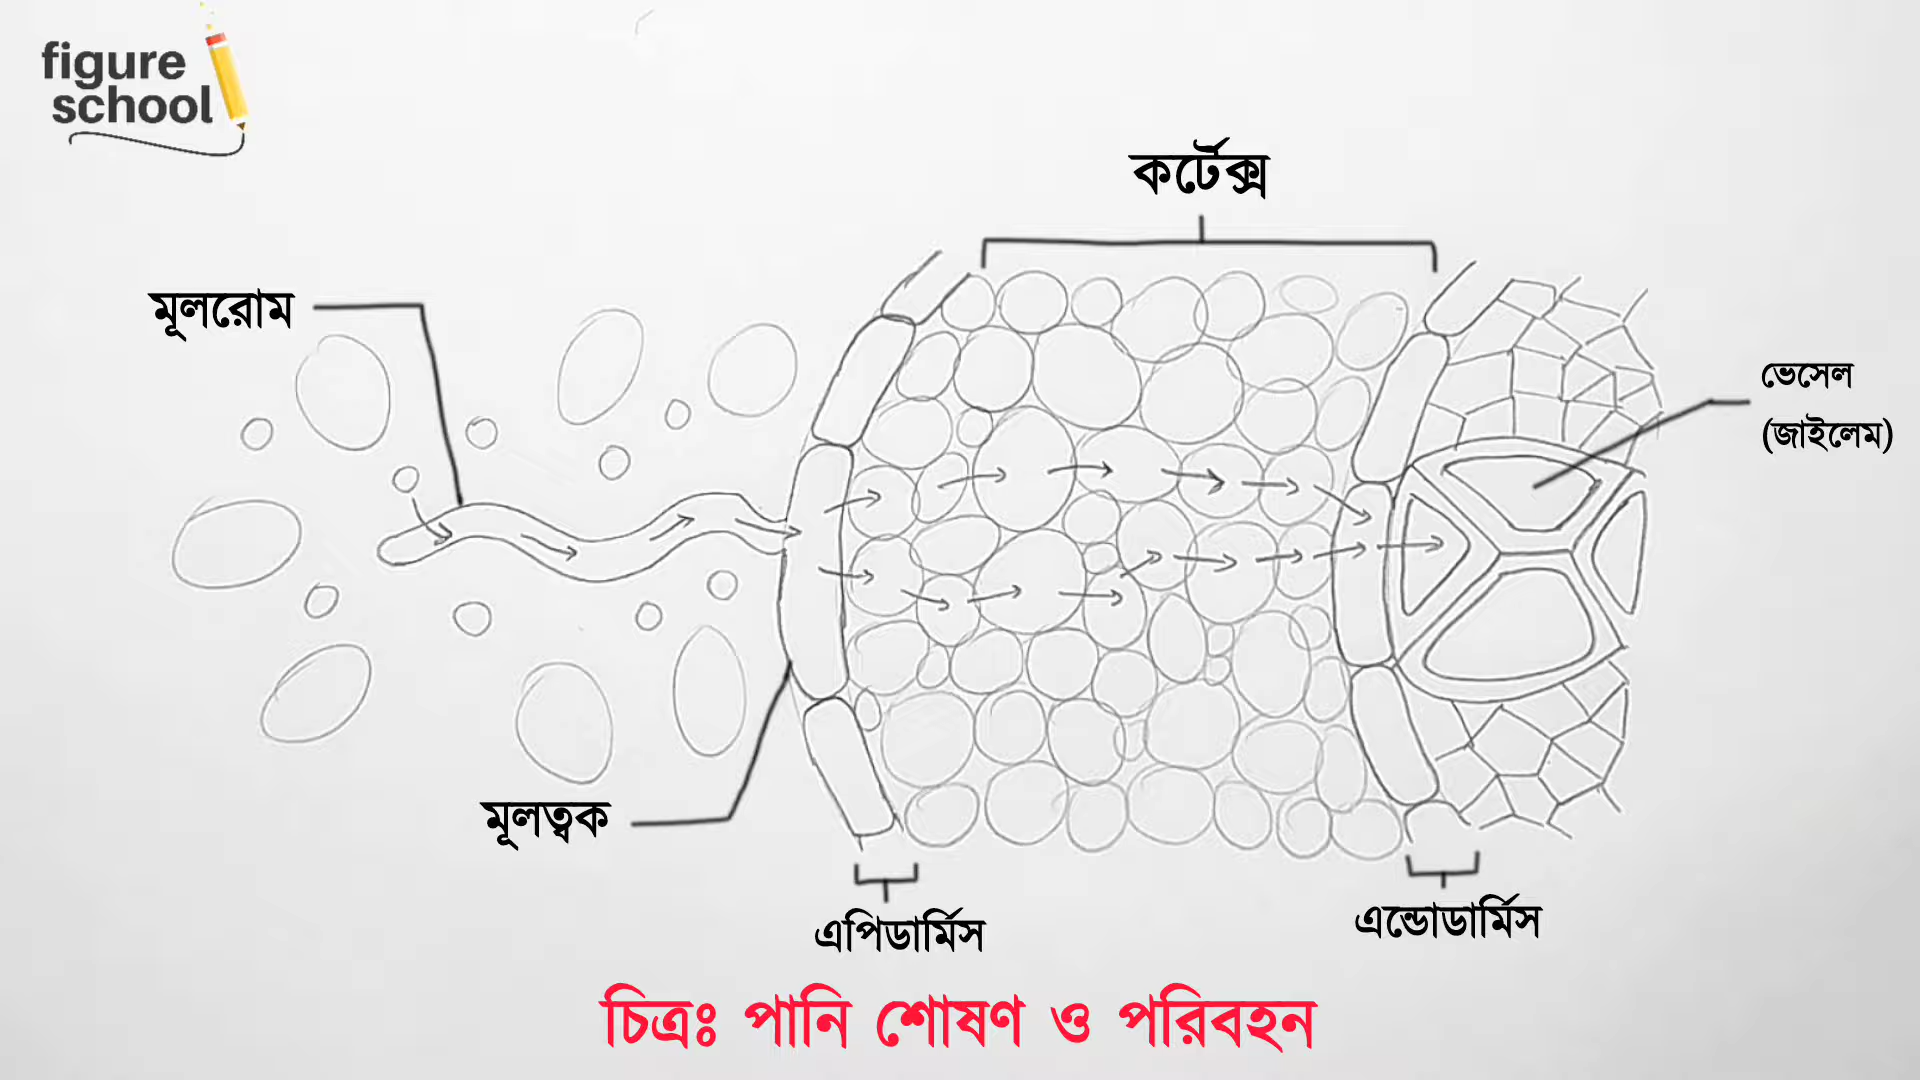 figure
school
কর্টেক্স
মূলরোম
ভেসেল
(জাইলেম)
মূলত্বক
এপিডার্মিস
এন্ডোডার্মিস
চিত্রঃ পানি শোষণ ও পরিবহন